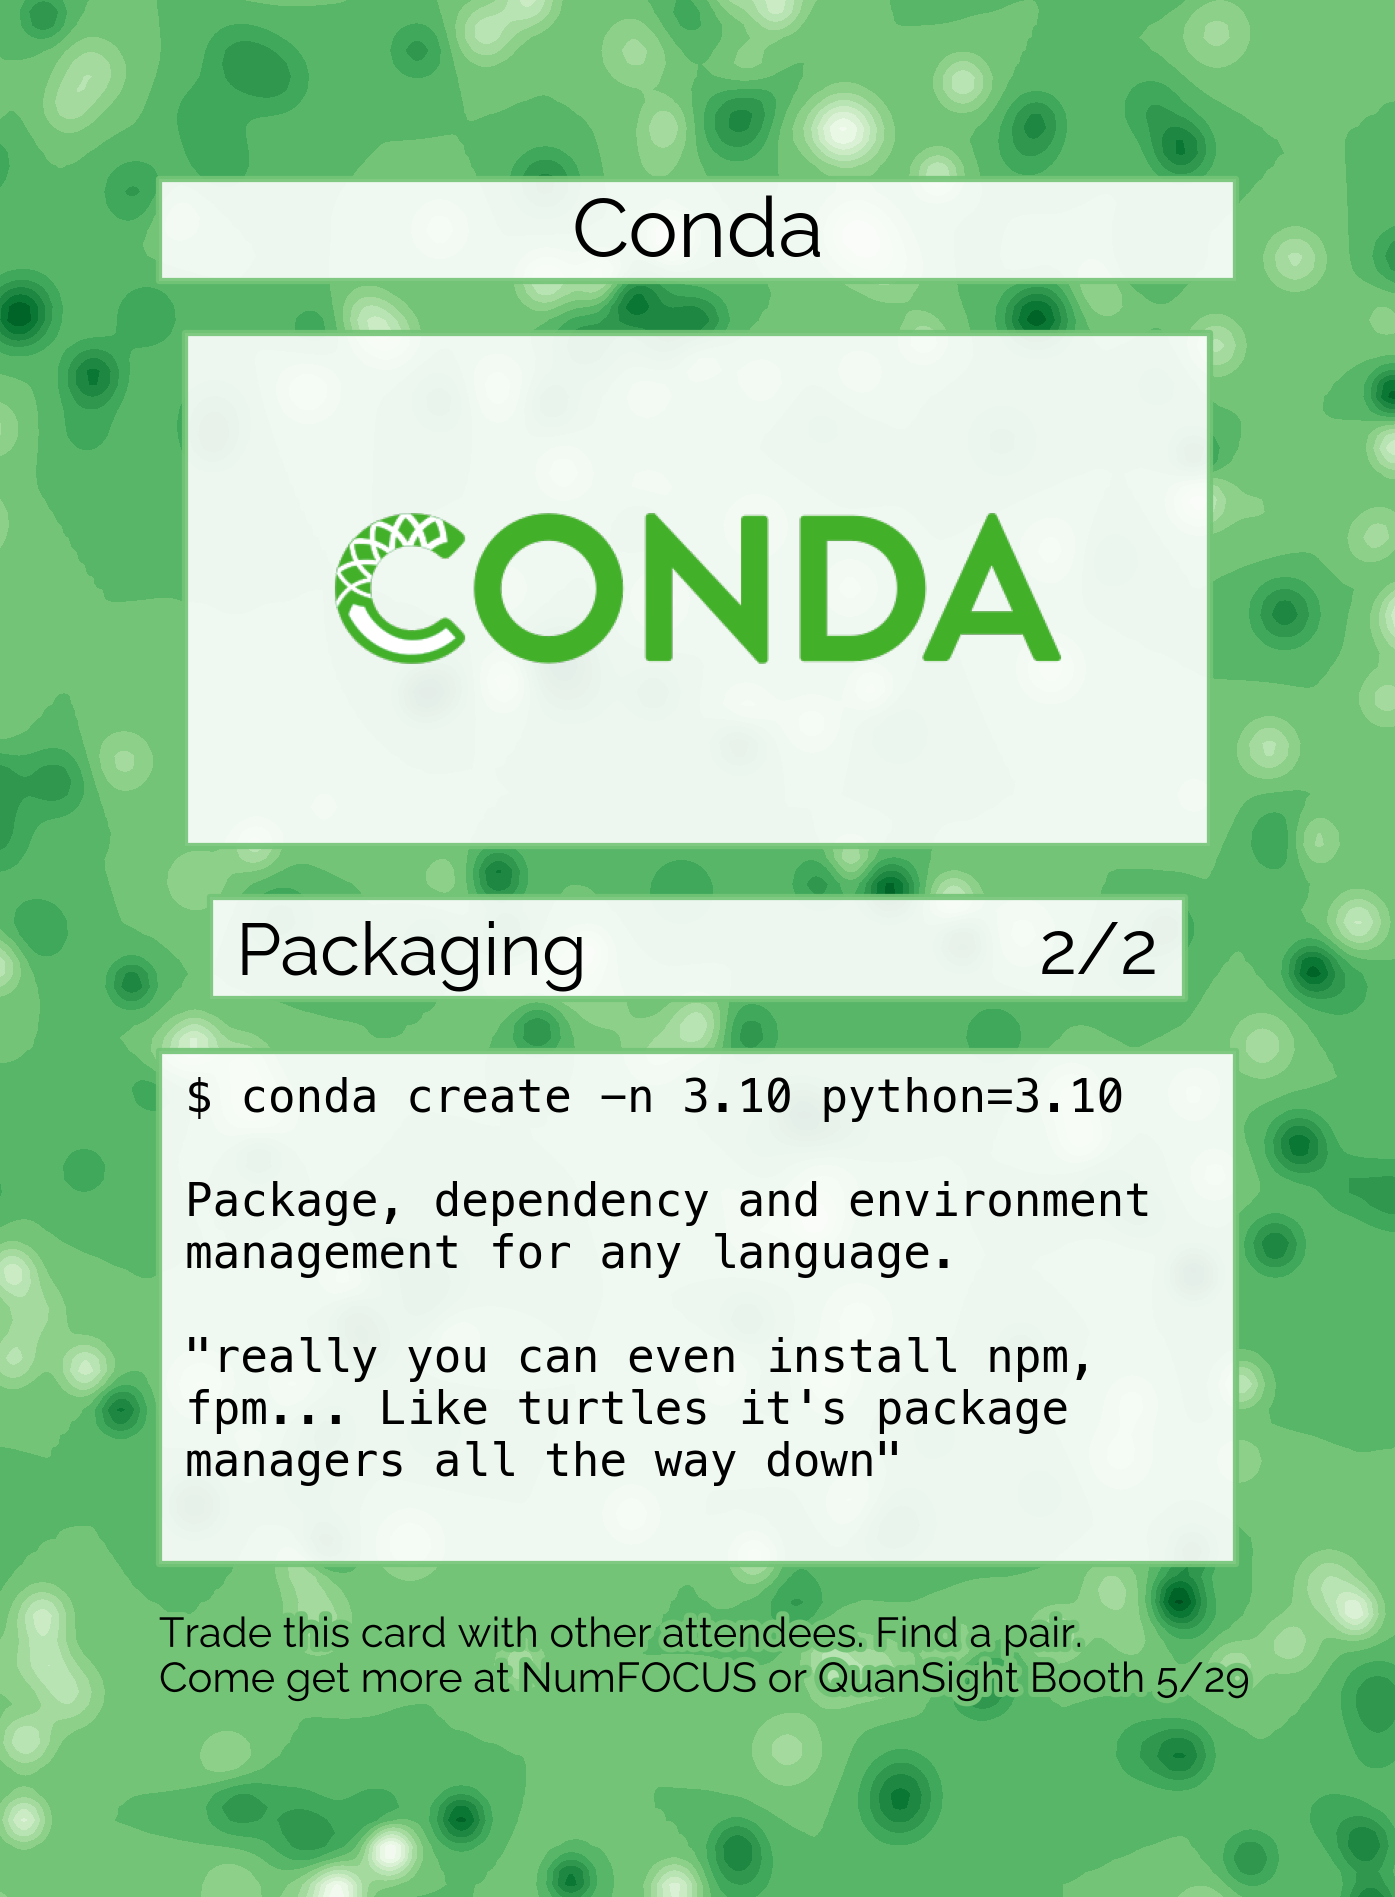 Conda
CONDA
Packaging 2/2
$ conda create -n 3.10 python=3.10
Package, dependency and environment
management for any language.
"really you can even install npm,
fpm... Like turtles it's package
managers all the way down"
Trade this card with other attendees. Find a pair.
Come get more at NumFOCUS or QuanSight Booth 5/29